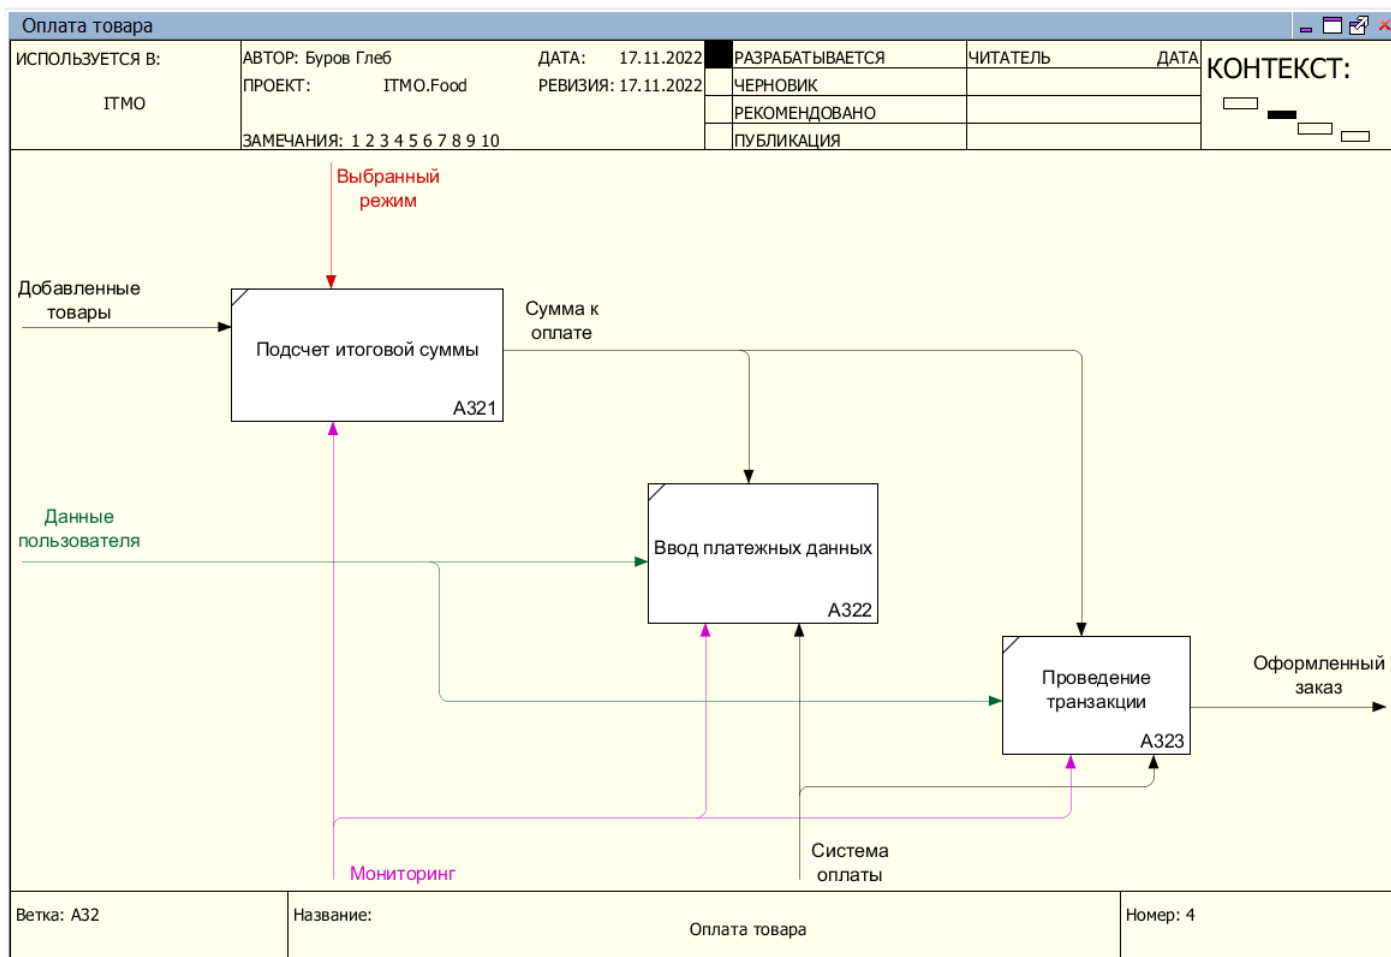 Оплата товара
ИСПОЛЬЗУЕТСЯ В:
ITMO
АВТОР: Буров Глеб
ДАТА: 17.11.2022
ПРОЕКТ: ITMO.Food
РЕВИЗИЯ: 17.11.2022
ЗАМЕЧАНИЯ: 1 2 3 4 5 6 7 8 9 10
РАЗРАБАТЫВАЕТСЯ
ЧЕРНОВИК
РЕКОМЕНДОВАНО
ПУБЛИКАЦИЯ
ЧИТАТЕЛЬ
ДАТА
КОНТЕКСТ:
Выбранный
режим
Добавленные
товары
Подсчет итоговой суммы
A321
Сумма к
оплате
Данные
пользователя
Ввод платежных данных
A322
Проведение
транзакции
A323
Оформленный
заказ
Мониторинг
Система
оплаты
Ветка: A32
Название:
Оплата товара
Номер: 4